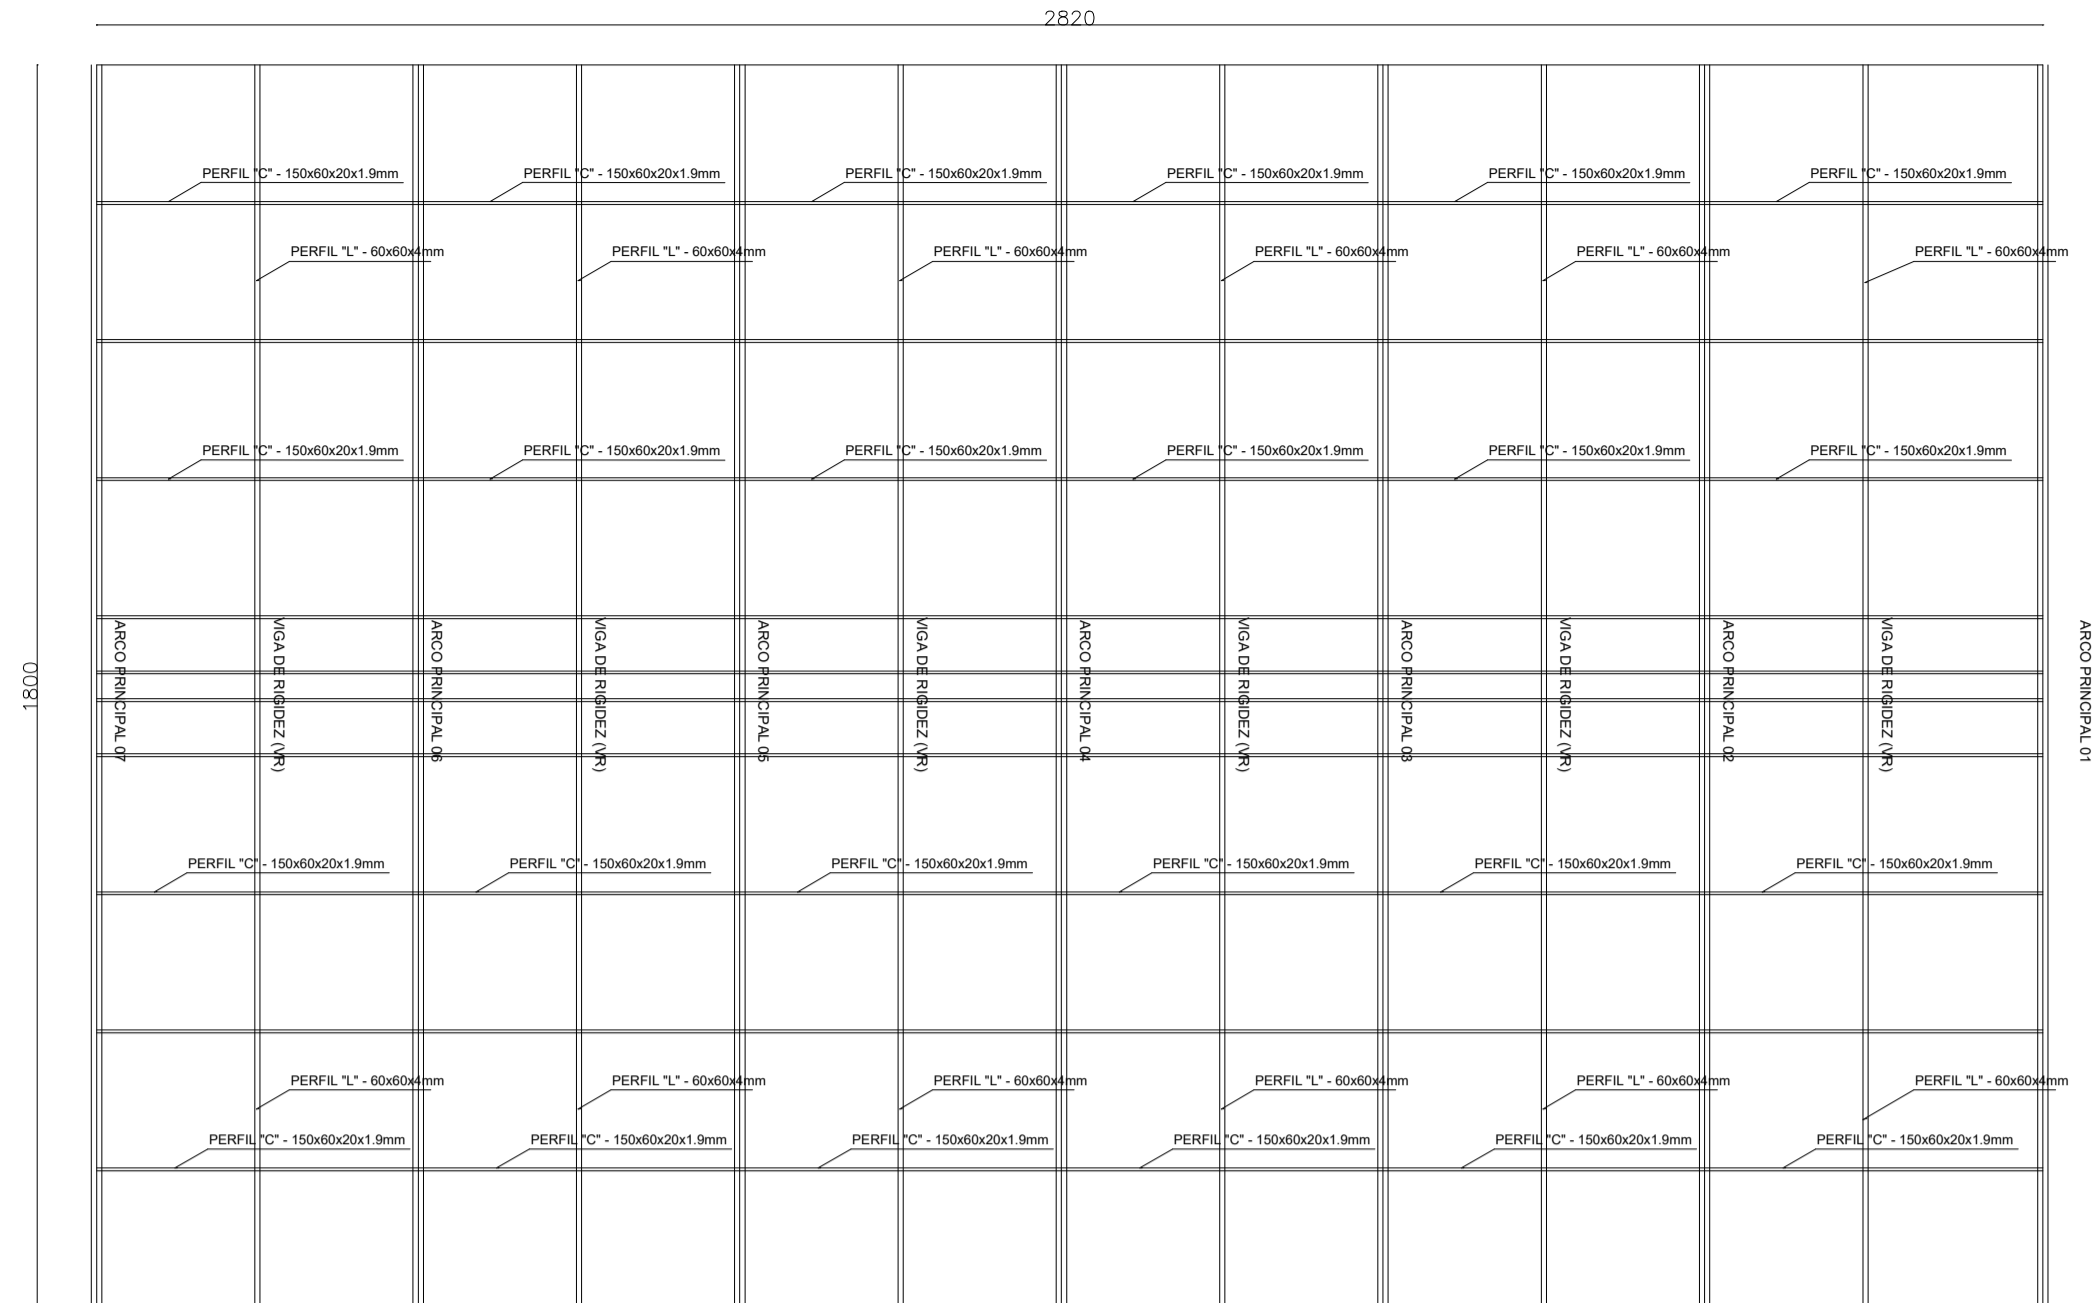 2820
PERFIL "C" - 150x60x20x1.9mm
PERFIL "C" - 150x60x20x1.9mm
PERFIL "C" - 150x60x20x1.9mm
PERFIL "C" - 150x60x20x1.9mm
PERFIL "C" - 150x60x20x1.9mm
PERFIL "C" - 150x60x20x1.9mm
PERFIL "L" - 60x60x4mm
PERFIL "L" - 60x60x4mm
PERFIL "L" - 60x60x4mm
PERFIL "L" - 60x60x4mm
PERFIL "L" - 60x60x4mm
PERFIL "L" - 60x60x4mm
PERFIL "C" - 150x60x20x1.9mm
PERFIL "C" - 150x60x20x1.9mm
PERFIL "C" - 150x60x20x1.9mm
PERFIL "C" - 150x60x20x1.9mm
PERFIL "C" - 150x60x20x1.9mm
PERFIL "C" - 150x60x20x1.9mm
1800
ARCO PRINCIPAL 07
VIGA DE RIGIDEZ (VR)
ARCO PRINCIPAL 06
VIGA DE RIGIDEZ (VR)
ARCO PRINCIPAL 05
VIGA DE RIGIDEZ (VR)
ARCO PRINCIPAL 04
VIGA DE RIGIDEZ (VR)
ARCO PRINCIPAL 03
VIGA DE RIGIDEZ (VR)
ARCO PRINCIPAL 02
VIGA DE RIGIDEZ (VR)
ARCO PRINCIPAL 01
PERFIL "C" - 150x60x20x1.9mm
PERFIL "C" - 150x60x20x1.9mm
PERFIL "C" - 150x60x20x1.9mm
PERFIL "C" - 150x60x20x1.9mm
PERFIL "C" - 150x60x20x1.9mm
PERFIL "C" - 150x60x20x1.9mm
PERFIL "L" - 60x60x4mm
PERFIL "L" - 60x60x4mm
PERFIL "L" - 60x60x4mm
PERFIL "L" - 60x60x4mm
PERFIL "L" - 60x60x4mm
PERFIL "L" - 60x60x4mm
PERFIL "C" - 150x60x20x1.9mm
PERFIL "C" - 150x60x20x1.9mm
PERFIL "C" - 150x60x20x1.9mm
PERFIL "C" - 150x60x20x1.9mm
PERFIL "C" - 150x60x20x1.9mm
PERFIL "C" - 150x60x20x1.9mm